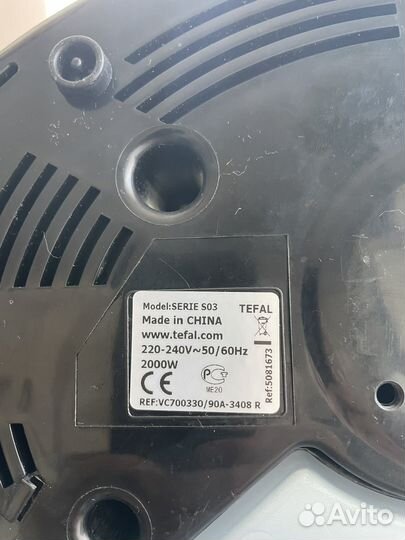 Model:SERIE S03 TEFAL
Made in CHINA
www.tefal.com
220-240V~50/60Hz
2000W
CE
ME20
REF:VC700330/90A-3408 R
Ref:5081673
Avito